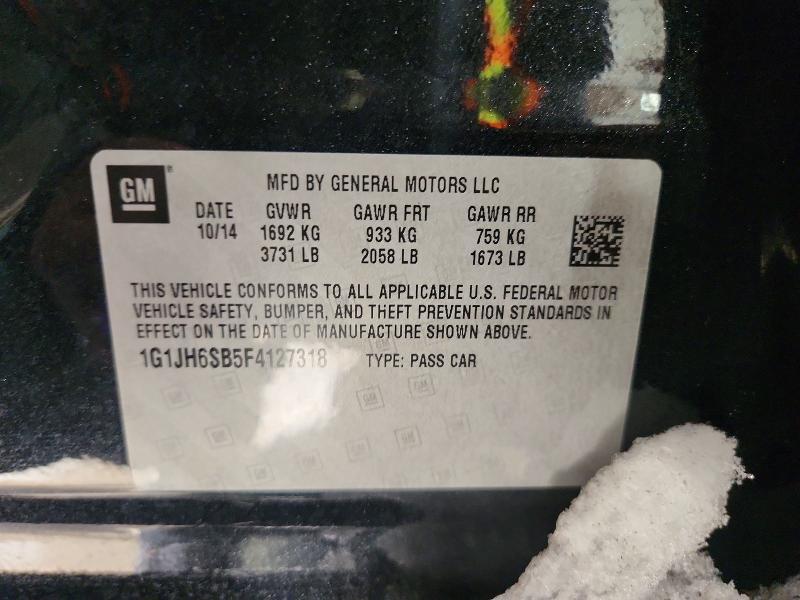 GM
MFD BY GENERAL MOTORS LLC
DATE GVWR GAWR FRT GAWR RR
10/14 1692 KG 933 KG 759 KG
3731 LB 2058 LB 1673 LB
THIS VEHICLE CONFORMS TO ALL APPLICABLE U.S. FEDERAL MOTOR
VEHICLE SAFETY, BUMPER, AND THEFT PREVENTION STANDARDS IN
EFFECT ON THE DATE OF MANUFACTURE SHOWN ABOVE.
1G1JH6SB5F4127318 TYPE: PASS CAR